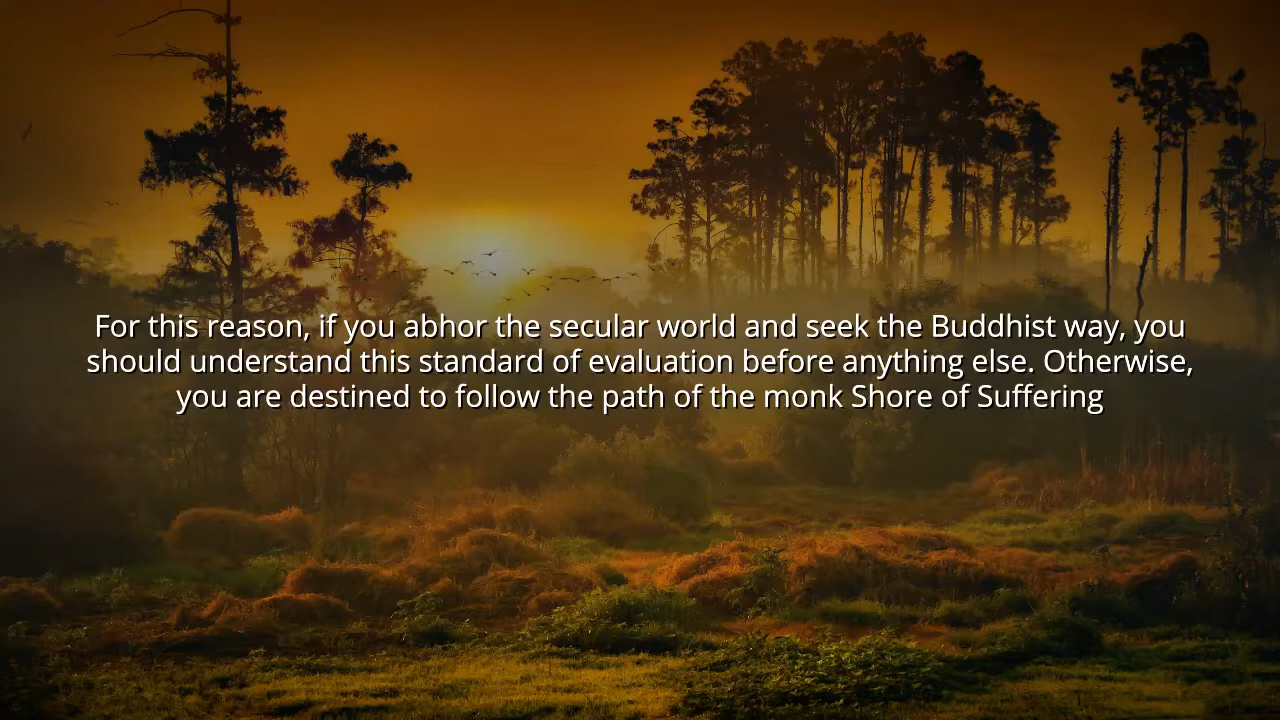 For this reason, if you abhor the secular world and seek the Buddhist way, you
should understand this standard of evaluation before anything else. Otherwise,
you are destined to follow the path of the monk Shore of Suffering